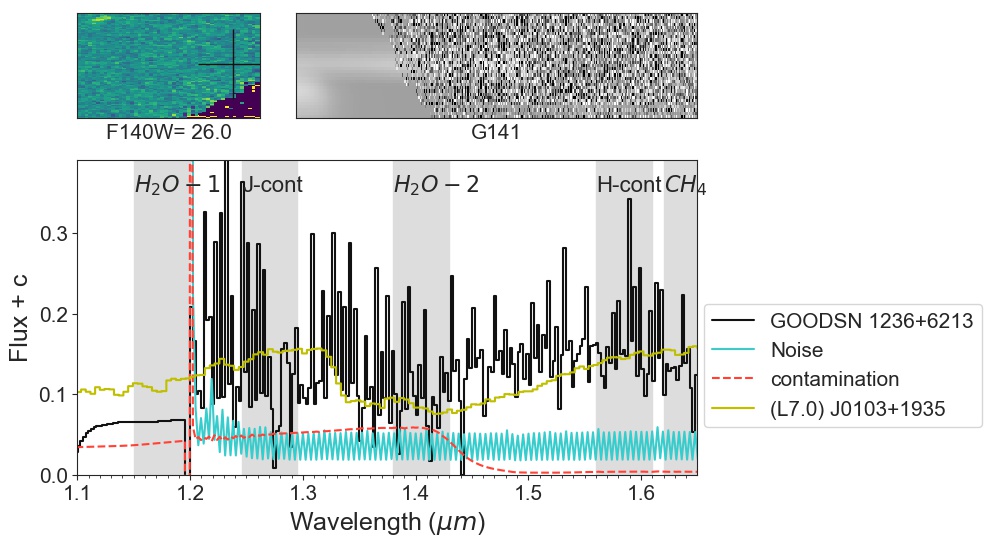 F140W= 26.0
G141
H₂O − 1
J-cont
H₂O − 2
H-cont
CH₄
Flux + c
0.3
0.2
0.1
0.0
1.1
1.2
1.3
1.4
1.5
1.6
Wavelength (μm)
GOODSN 1236+6213
Noise
contamination
(L7.0) J0103+1935